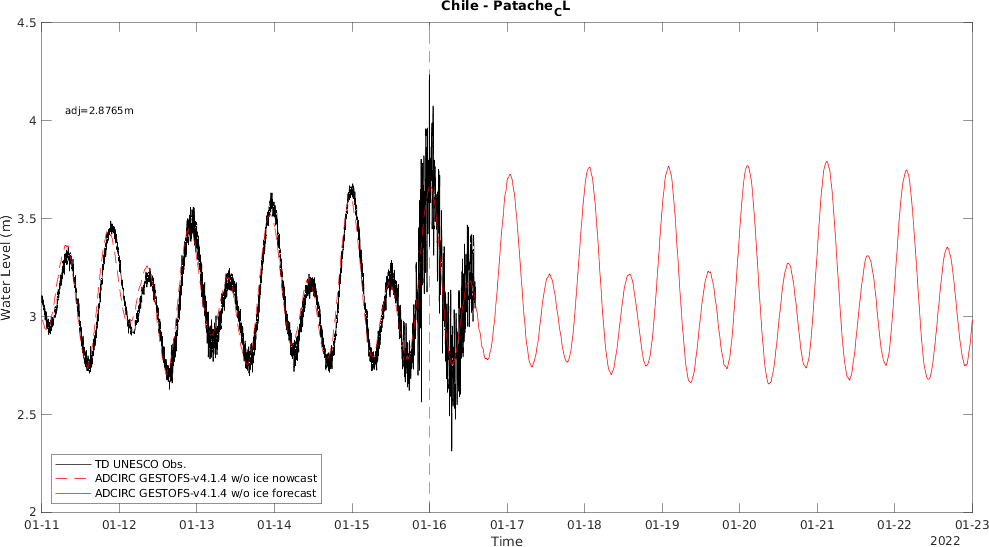 Chile - Patache_CL
4.5
4
3.5
3
2.5
2
Water Level (m)
adj=2.8765m
TD UNESCO Obs.
ADCIRC GESTOFS-v4.1.4 w/o ice nowcast
ADCIRC GESTOFS-v4.1.4 w/o ice forecast
01-11 01-12 01-13 01-14 01-15 01-16 01-17 01-18 01-19 01-20 01-21 01-22 01-23
Time
2022